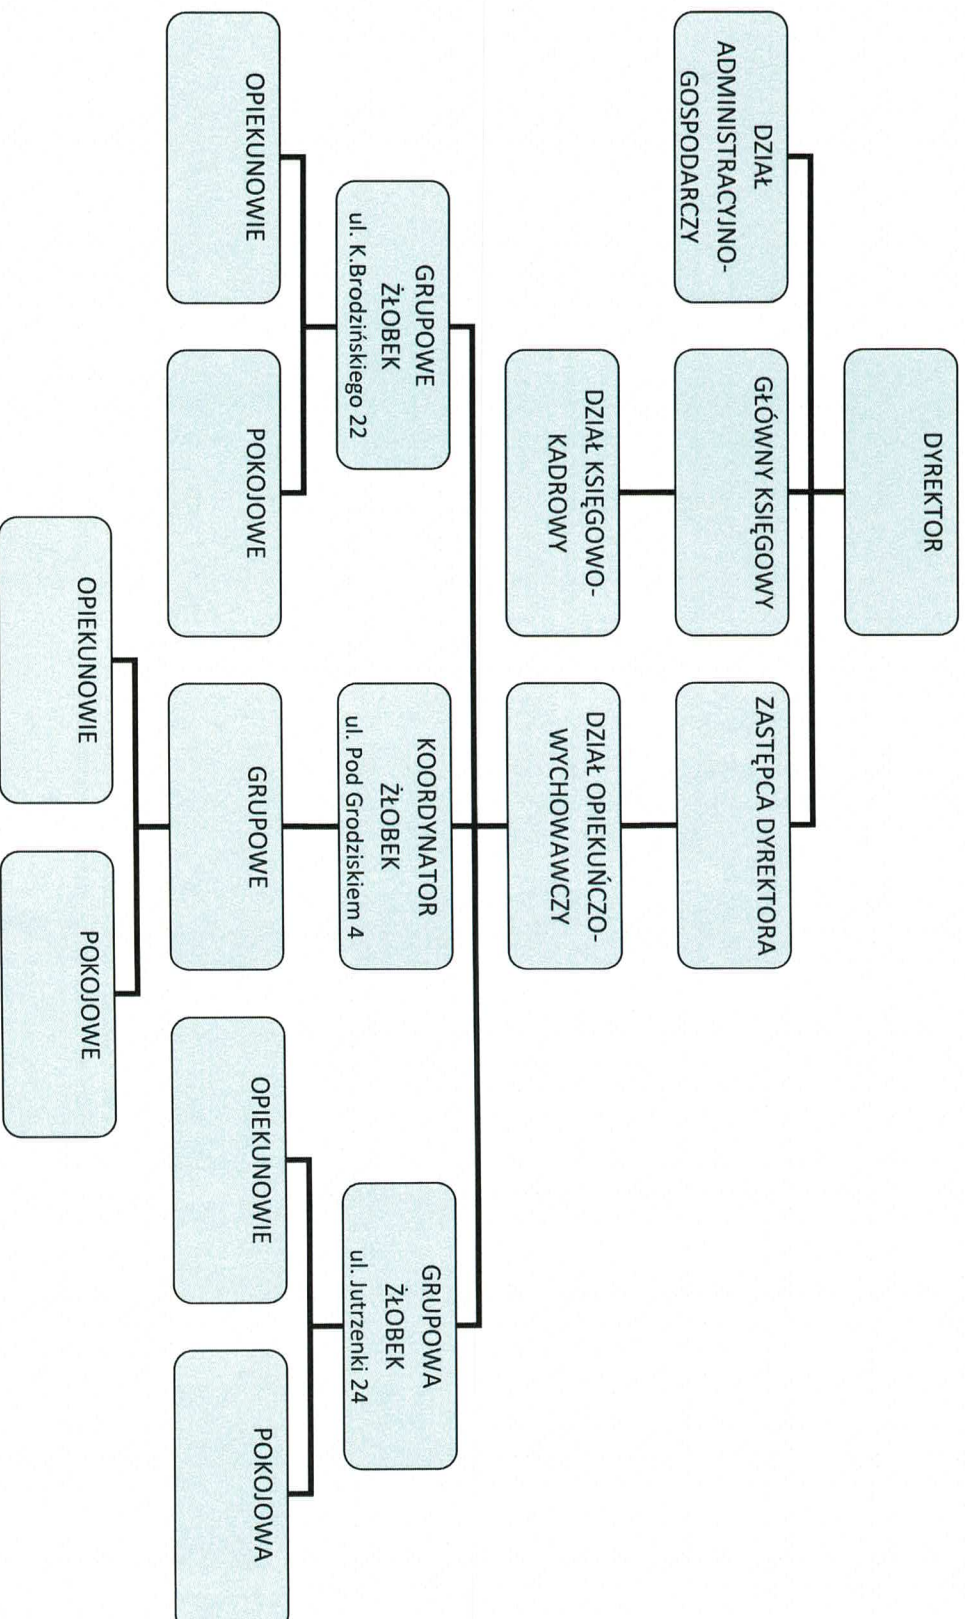 DYREKTOR
DZIAŁ
ADMINISTRACYJNO-
GOSPODARCZY
GŁÓWNY KSIĘGOWY
ZASTĘPCA DYREKTORA
DZIAŁ KSIĘGOWO-
KADROWY
DZIAŁ OPIEKUŃCZO-
WYCHOWAWCZY
GRUPOWE
ŻŁOBEK
ul. K.Brodzińskiego 22
KOORDYNATOR
ŻŁOBEK
ul. Pod Grodziskiem 4
GRUPOWA
ŻŁOBEK
ul. Jutrzenki 24
OPIEKUNOWIE
POKOJOWE
GRUPOWE
OPIEKUNOWIE
POKOJOWA
OPIEKUNOWIE
POKOJOWE